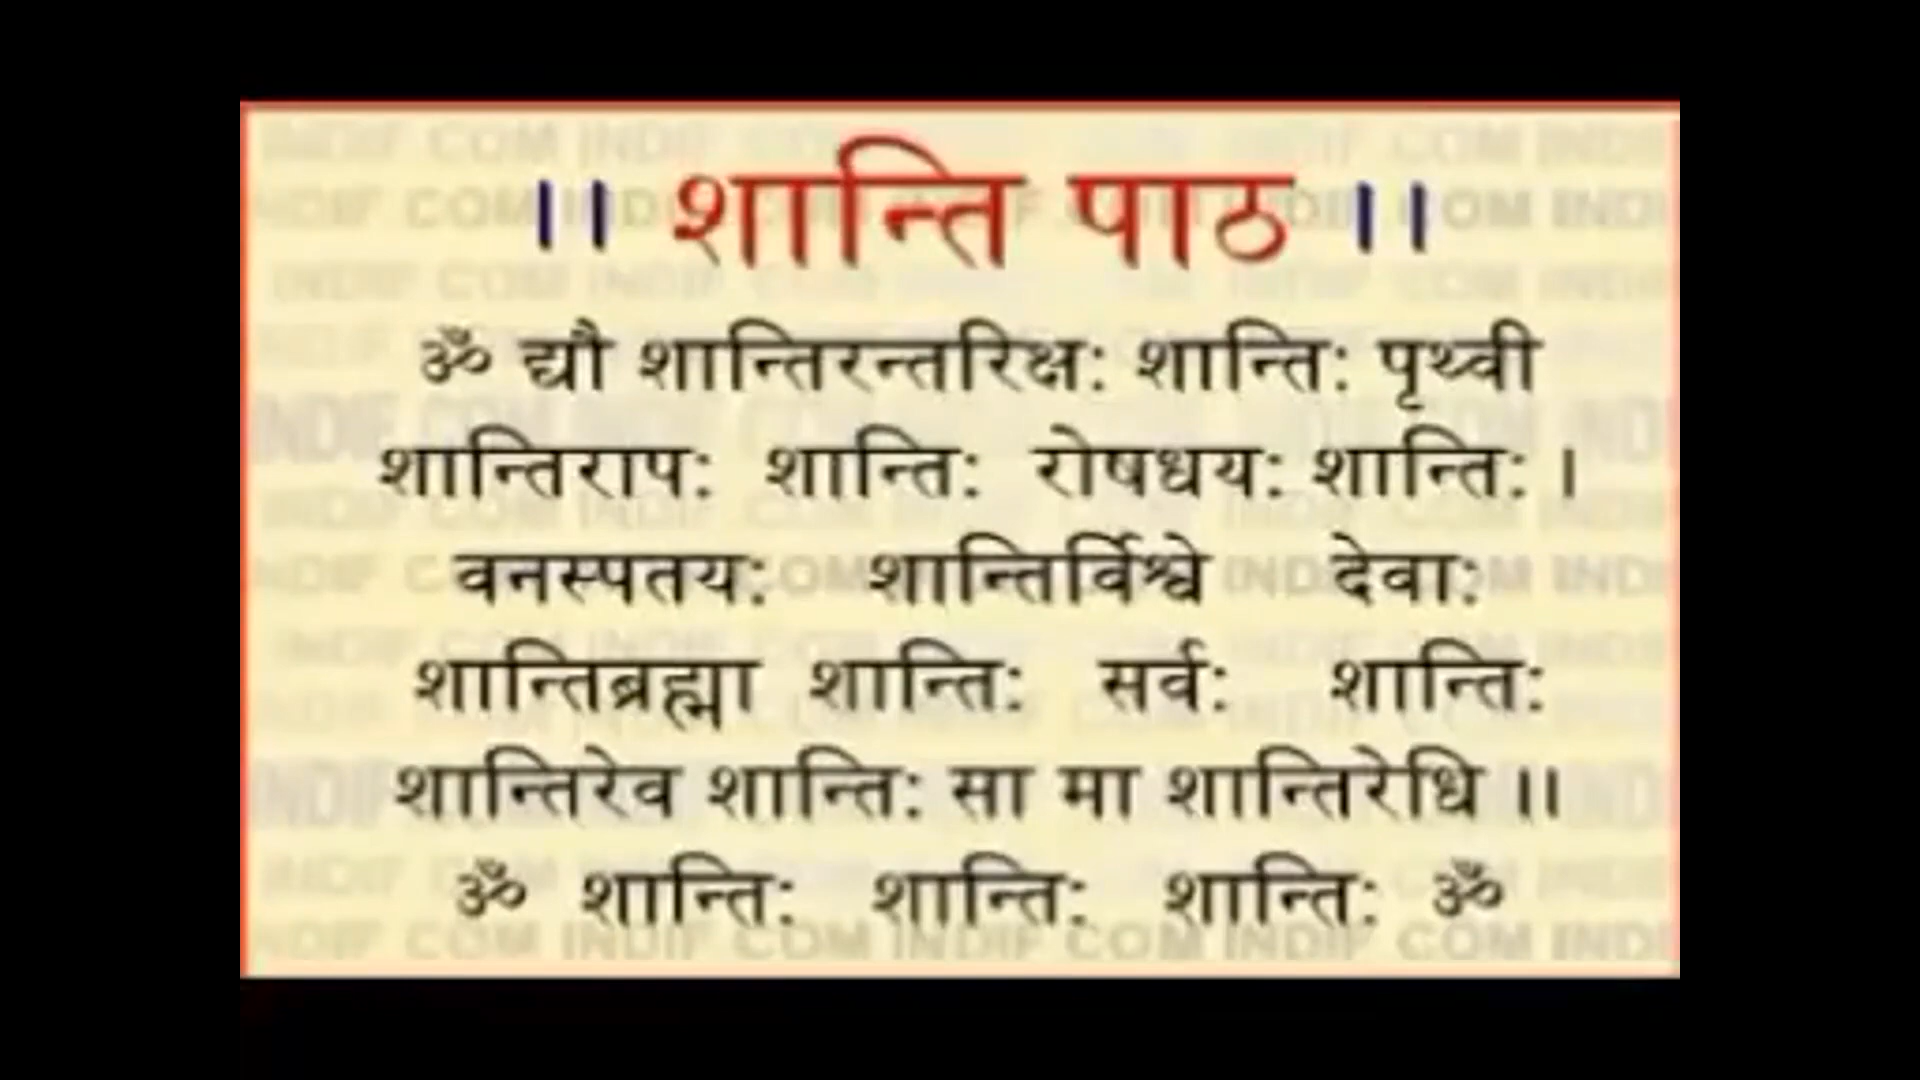 ।। शान्ति पाठ ।।
ॐ द्यौ शान्तिरन्तरिक्ष: शान्ति: पृथ्वी
शान्तिराप: शान्ति: रोषधय: शान्ति: ।
वनस्पतय: शान्तिर्विश्वे देवा:
शान्तिब्रह्मा शान्ति: सर्व: शान्ति:
शान्तिरेव शान्ति: सा मा शान्तिरेधि ।।
ॐ शान्ति: शान्ति: शान्ति: ॐ